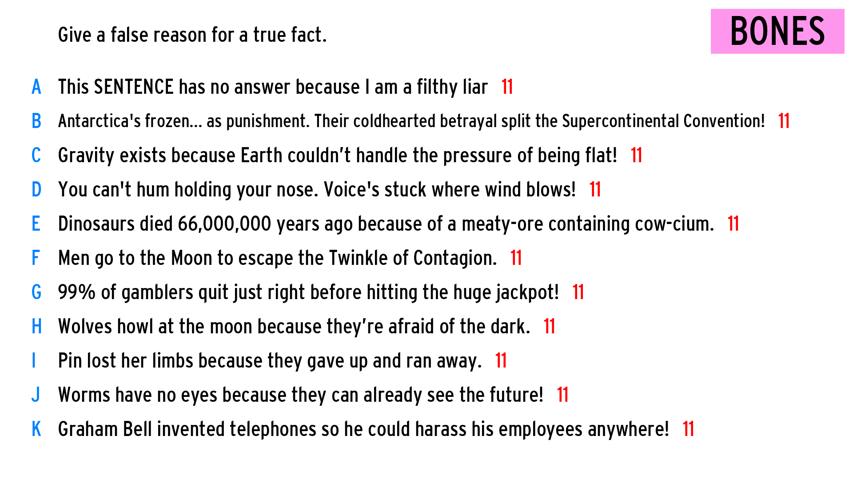 Give a false reason for a true fact.
BONES
A This SENTENCE has no answer because I am a filthy liar 11
B Antarctica's frozen... as punishment. Their coldhearted betrayal split the Supercontinental Convention! 11
C Gravity exists because Earth couldn't handle the pressure of being flat! 11
D You can't hum holding your nose. Voice's stuck where wind blows! 11
E Dinosaurs died 66,000,000 years ago because of a meaty-ore containing cow-cium. 11
F Men go to the Moon to escape the Twinkle of Contagion. 11
G 99% of gamblers quit just right before hitting the huge jackpot! 11
H Wolves howl at the moon because they’re afraid of the dark. 11
I Pin lost her limbs because they gave up and ran away. 11
J Worms have no eyes because they can already see the future! 11
K Graham Bell invented telephones so he could harass his employees anywhere! 11